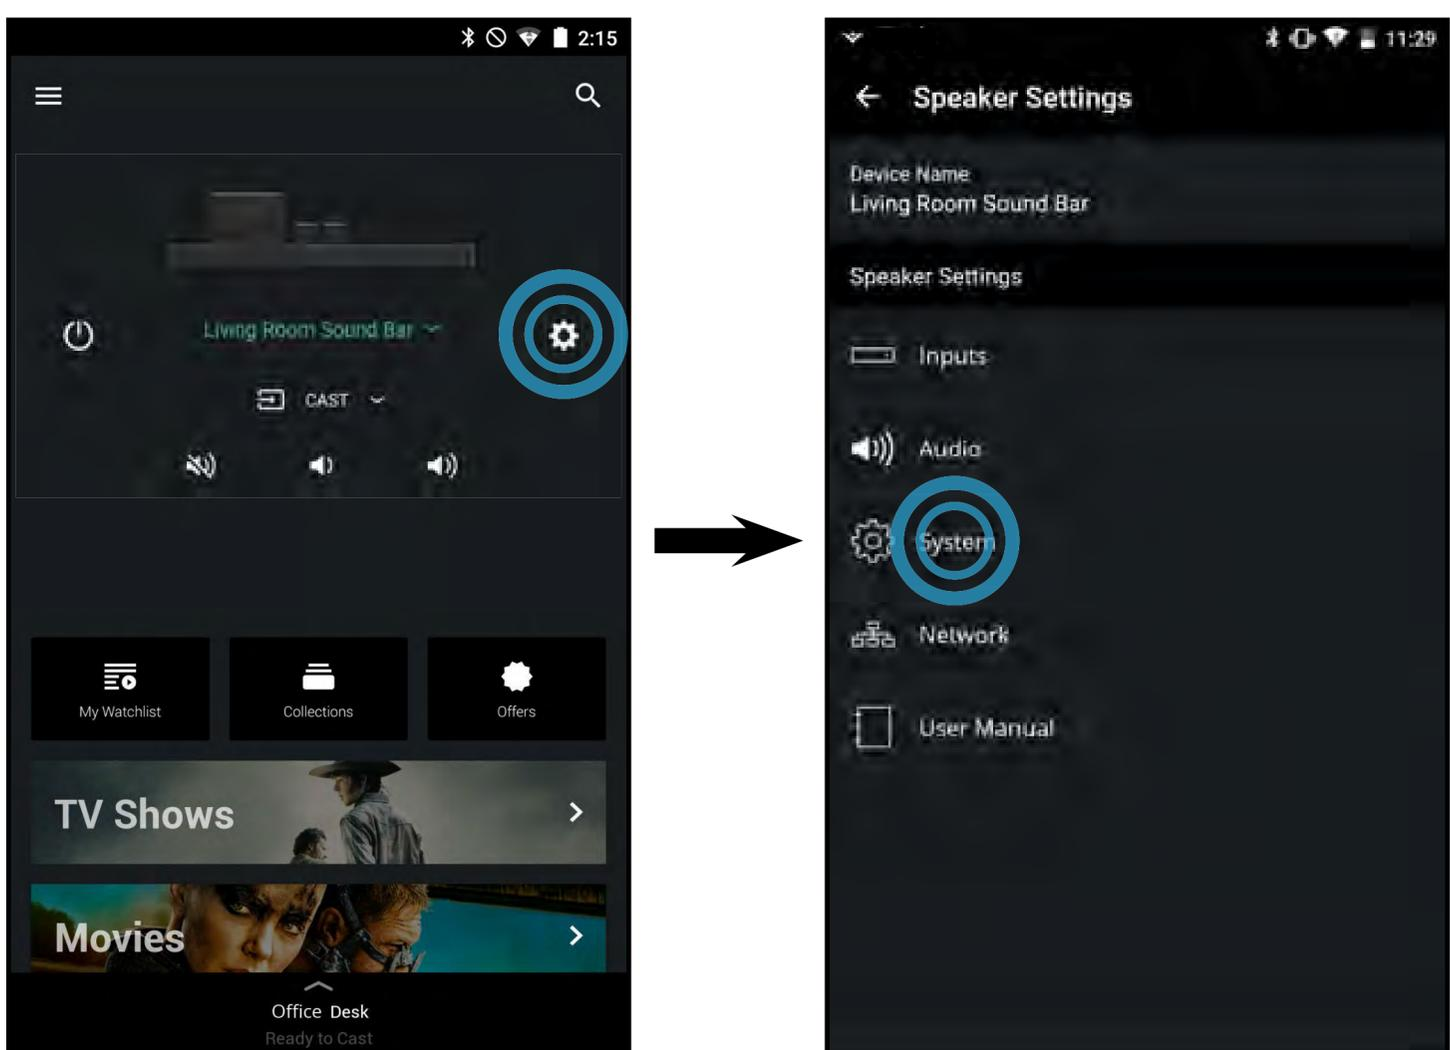 2:15
Living Room Sound Bar
CAST
My Watchlist
Collections
Offers
TV Shows
Movies
Office Desk
Ready to Cast
11:29
Speaker Settings
Device Name
Living Room Sound Bar
Speaker Settings
Inputs
Audio
System
Network
User Manual